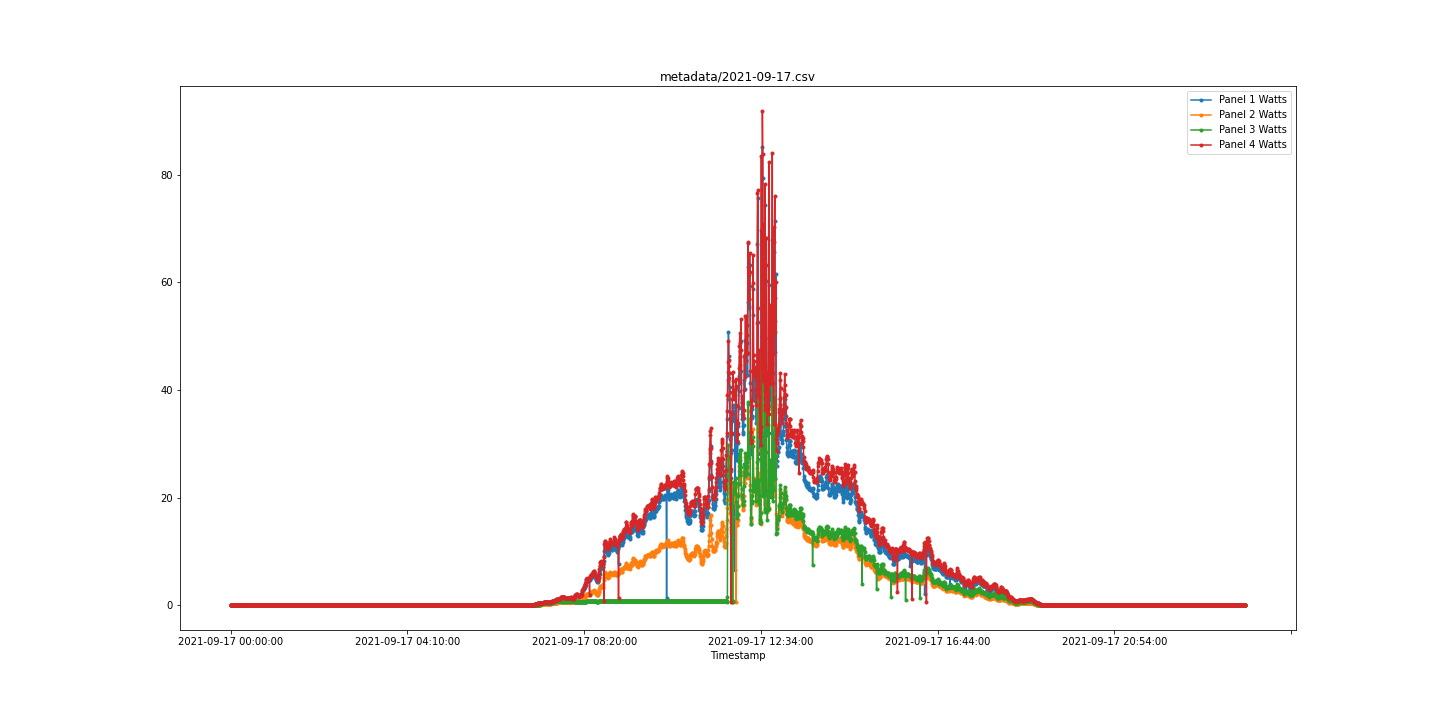 metadata/2021-09-17.csv
Panel 1 Watts
Panel 2 Watts
Panel 3 Watts
Panel 4 Watts
80
60
40
20
0
2021-09-17 00:00:00 2021-09-17 04:10:00 2021-09-17 08:20:00 2021-09-17 12:34:00 2021-09-17 16:44:00 2021-09-17 20:54:00
Timestamp